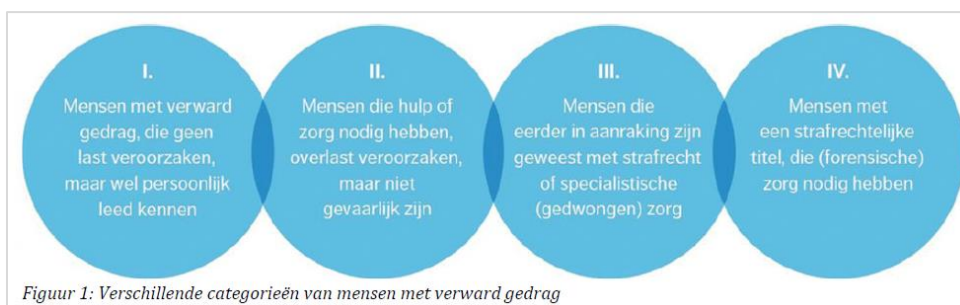 I.
Mensen met verward
gedrag, die geen
last veroorzaken,
maar wel persoonlijk
leed kennen
II.
Mensen die hulp of
zorg nodig hebben,
overlast veroorzaken,
maar niet
gevaarlijk zijn
III.
Mensen die
eerder in aanraking zijn
geweest met strafrecht
of specialistische
(gedwongen) zorg
IV.
Mensen met
een strafrechtelijke
titel, die (forensische)
zorg nodig hebben
Figuur 1: Verschillende categorieën van mensen met verward gedrag